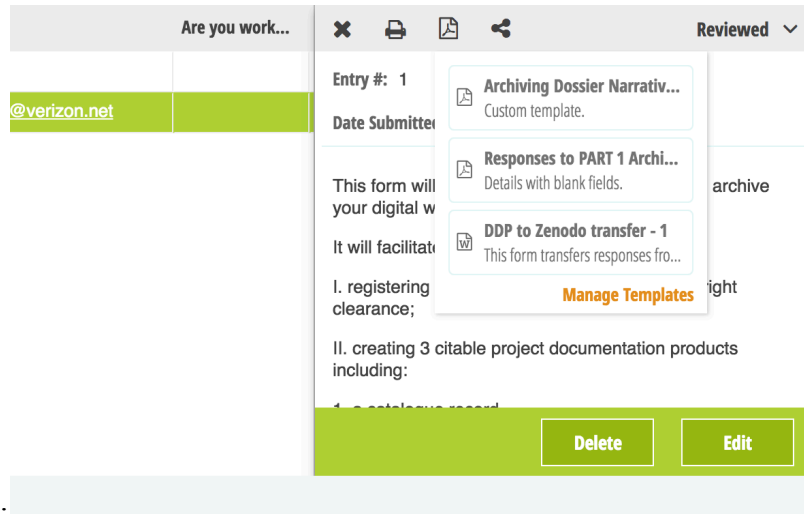 Are you work...
Reviewed
@verizon.net
Entry #: 1
Date Submitted
Archiving Dossier Narrativ...
Custom template.
Responses to PART 1 Archi...
Details with blank fields.
DDP to Zenodo transfer - 1
This form transfers responses fro...
Manage Templates
This form will
archive
your digital w
It will facilitate
I. registering
right
clearance;
II. creating 3 citable project documentation products
including:
Delete
Edit